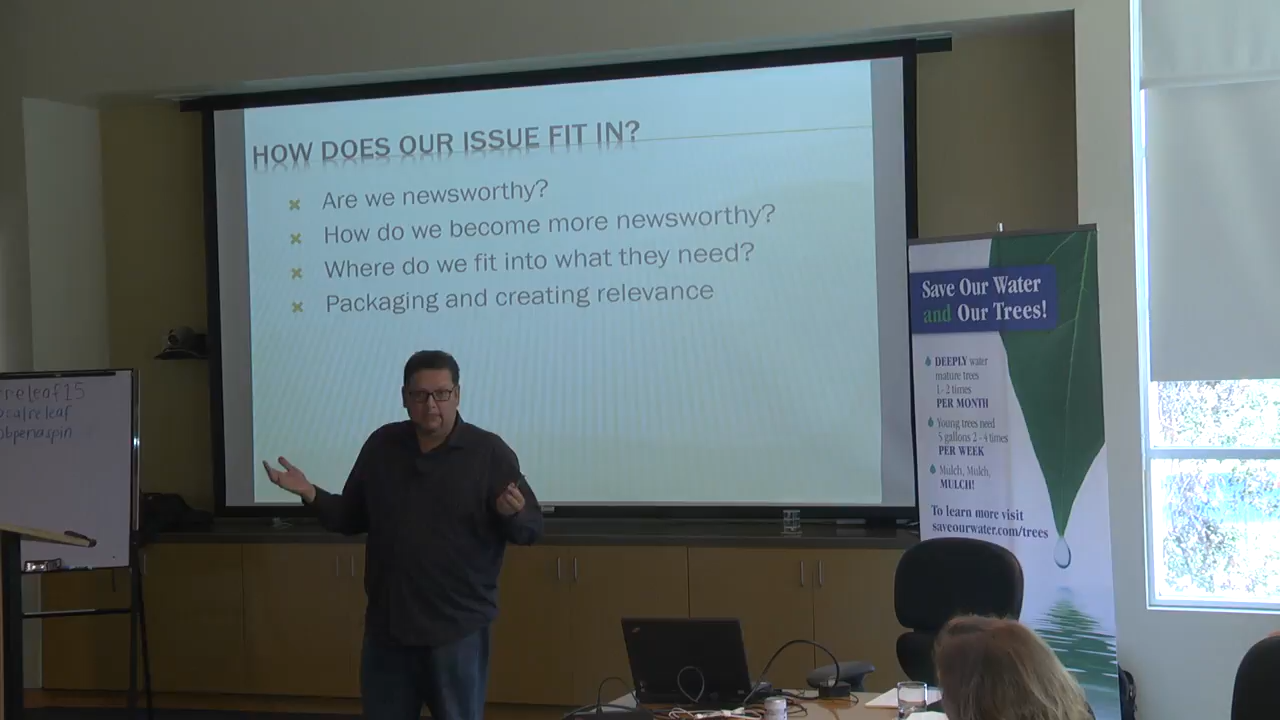 HOW DOES OUR ISSUE FIT IN?
Are we newsworthy?
How do we become more newsworthy?
Where do we fit into what they need?
Packaging and creating relevance
Save Our Water
and Our Trees!
DEEPLY water
mature trees
1-2 times
PER MONTH
Young trees need
5 gallons 2-4 times
PER WEEK
Mulch, Mulch,
MULCH!
To learn more visit
saveourwater.com/trees